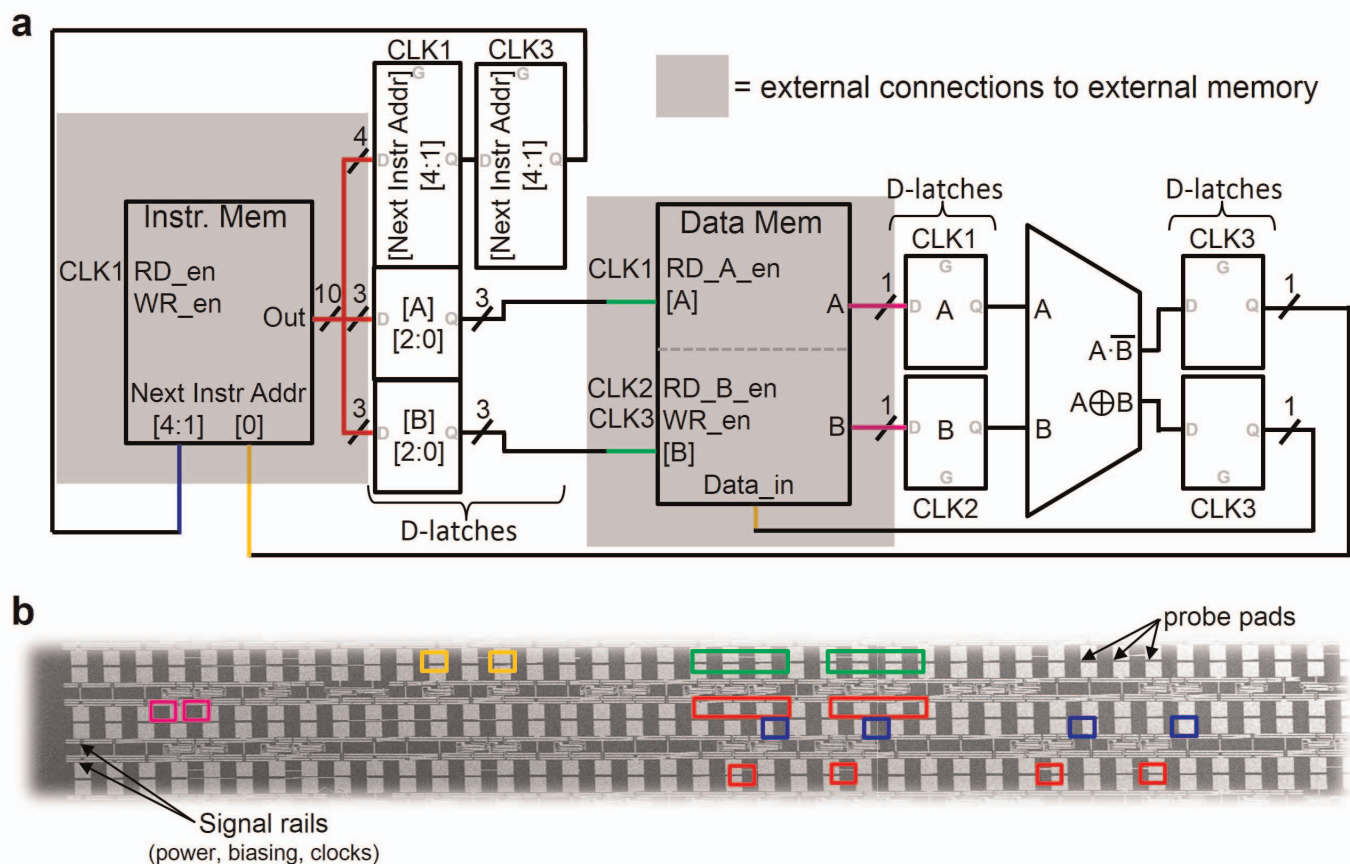 a
CLK1
CLK3
G
G
[Next Instr Addr]
[4:1]
[Next Instr Addr]
[4:1]
D
Q
D
Q
= external connections to external memory
4
Instr. Mem
CLK1
RD_en
WR_en
Out
10
3
3
Next Instr Addr
[4:1]
[0]
[A]
[2:0]
D
Q
3
[B]
[2:0]
D
Q
3
D-latches
Data Mem
CLK1
RD_A_en
[A]
A
CLK2
RD_B_en
CLK3
WR_en
B
[B]
Data_in
1
1
D-latches
CLK1
G
D
A
Q
D
B
Q
G
CLK2
A
B
A·B̅
A⊕B
D-latches
CLK3
G
D
Q
1
D
Q
1
G
CLK3
b
probe pads
Signal rails
(power, biasing, clocks)